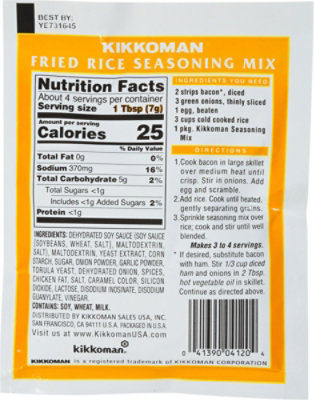 BEST BY:
YE731645
KIKKOMAN
FRIED RICE SEASONING MIX
Nutrition Facts
About 4 servings per container
Serving size 1 Tbsp (7g)
Amount per serving
Calories 25
% Daily Value
Total Fat 0g 0%
Sodium 370mg 16%
Total Carbohydrate 5g 2%
Total Sugars <1g
Includes <1g Added Sugars 2%
Protein <1g
INGREDIENTS: DEHYDRATED SOY SAUCE (SOY SAUCE
[SOYBEANS, WHEAT, SALT], MALTODEXTRIN,
SALT), MALTODEXTRIN, YEAST EXTRACT, CORN
STARCH, SUGAR, ONION POWDER, GARLIC POWDER,
TORULA YEAST, DEHYDRATED ONION, SPICES,
CHICKEN FAT, SALT, CARAMEL COLOR, SILICON
DIOXIDE, LACTOSE, DISODIUM INOSINATE, DISODIUM
GUANYLATE, VINEGAR.
CONTAINS: SOY, WHEAT, MILK.
DISTRIBUTED BY KIKKOMAN SALES USA, INC.
SAN FRANCISCO, CA 94111 U.S.A. PACKAGED IN U.S.A.
Visit us at www.KikkomanUSA.com
kikkoman®
INGREDIENTS YOU NEED
2 strips bacon*, diced
3 green onions, thinly sliced
1 egg, beaten
3 cups cold cooked rice
1 pkg. Kikkoman Seasoning
Mix
DIRECTIONS
1. Cook bacon in large skillet
over medium heat until
crisp. Stir in onions. Add
egg and scramble.
2. Add rice. Cook until heated,
gently separating grains.
3. Sprinkle seasoning mix over
rice; cook and stir until well
blended.
Makes 3 to 4 servings.
* If desired, substitute bacon
with ham. Stir 1/3 cup diced
ham and onions in 2 Tbsp.
hot vegetable oil in skillet.
Continue as directed above.
0 41390 04120 4
KIKKOMAN is a registered trademark of KIKKOMAN CORPORATION